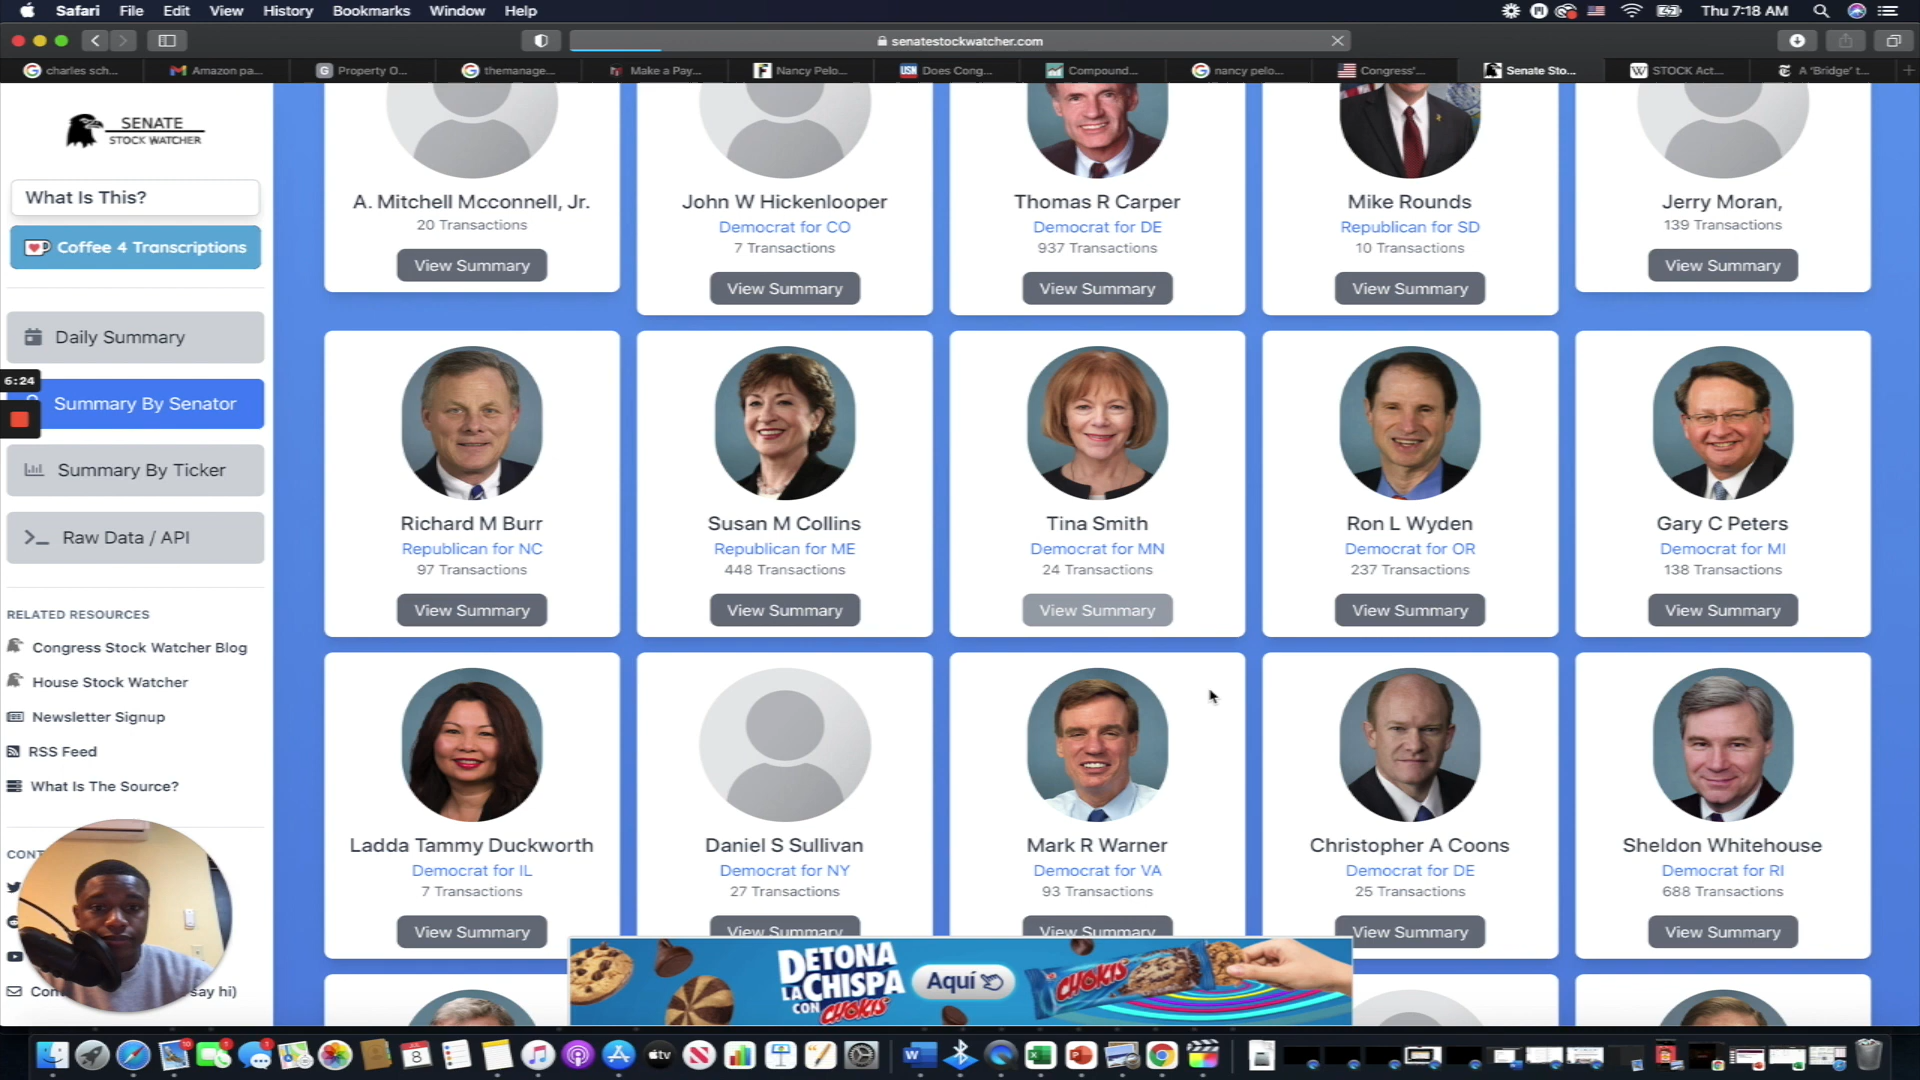 Safari File Edit View History Bookmarks Window Help
Thu 7:18 AM
senatestockwatcher.com
charles sch...
Amazon pa...
Property O...
themanage...
Make a Pay...
Nancy Pelo...
Does Cong...
Compound...
nancy pelo...
Congress'...
Senate Sto...
STOCK Act...
A 'Bridge' t...
SENATE
STOCK WATCHER
What Is This?
Coffee 4 Transcriptions
Daily Summary
6:24
Summary By Senator
Summary By Ticker
Raw Data / API
RELATED RESOURCES
Congress Stock Watcher Blog
House Stock Watcher
Newsletter Signup
RSS Feed
What Is The Source?
CONT
Con
say hi)
A. Mitchell Mcconnell, Jr.
20 Transactions
View Summary
John W Hickenlooper
Democrat for CO
7 Transactions
View Summary
Thomas R Carper
Democrat for DE
937 Transactions
View Summary
Mike Rounds
Republican for SD
10 Transactions
View Summary
Jerry Moran,
139 Transactions
View Summary
Richard M Burr
Republican for NC
97 Transactions
View Summary
Susan M Collins
Republican for ME
448 Transactions
View Summary
Tina Smith
Democrat for MN
24 Transactions
View Summary
Ron L Wyden
Democrat for OR
237 Transactions
View Summary
Gary C Peters
Democrat for MI
138 Transactions
View Summary
Ladda Tammy Duckworth
Democrat for IL
7 Transactions
View Summary
Daniel S Sullivan
Democrat for NY
27 Transactions
View Summary
Mark R Warner
Democrat for VA
93 Transactions
View Summary
Christopher A Coons
Democrat for DE
25 Transactions
View Summary
Sheldon Whitehouse
Democrat for RI
688 Transactions
View Summary
DETONA
LA CHISPA
CON CHOKIS
Aquí
CHOKIS